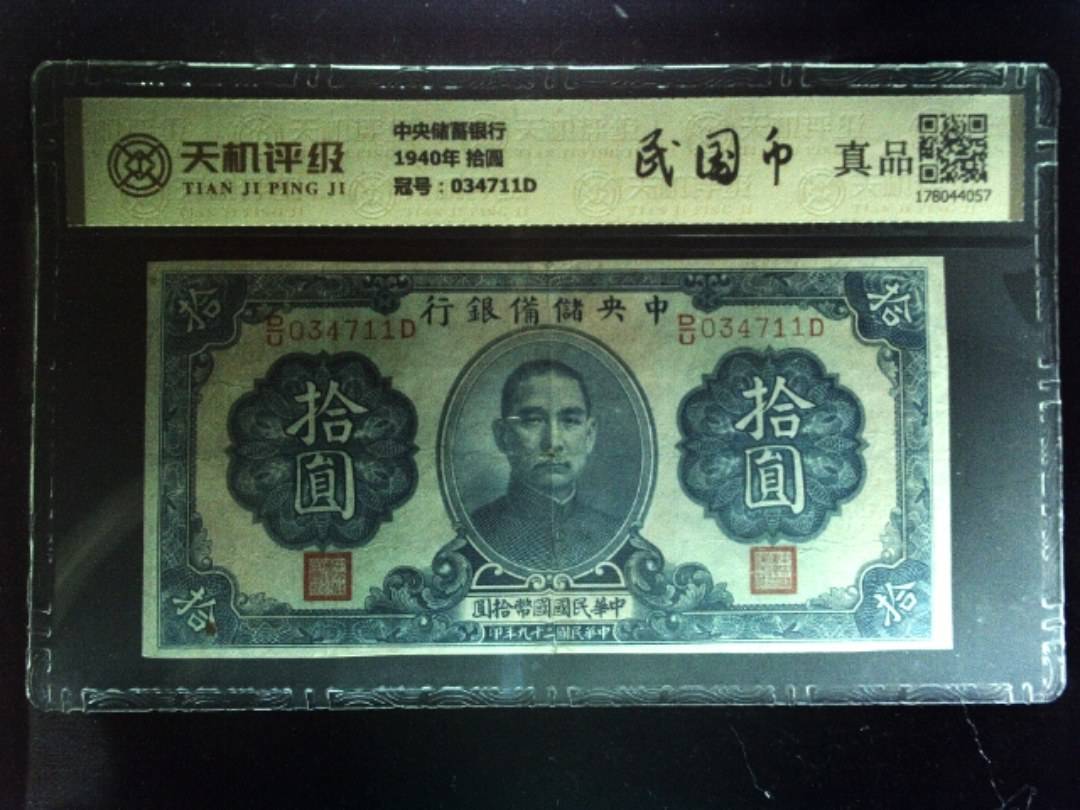 天机评级
TIAN JI PING JI
中央储蓄银行
1940年 拾圆
冠号：034711D
民国币
真品
178044057
拾
拾
行銀備儲央中
D/U 034711D
D/U 034711D
拾圓
拾圓
圓拾幣國國民華中
印年九十二國民華中
拾
拾